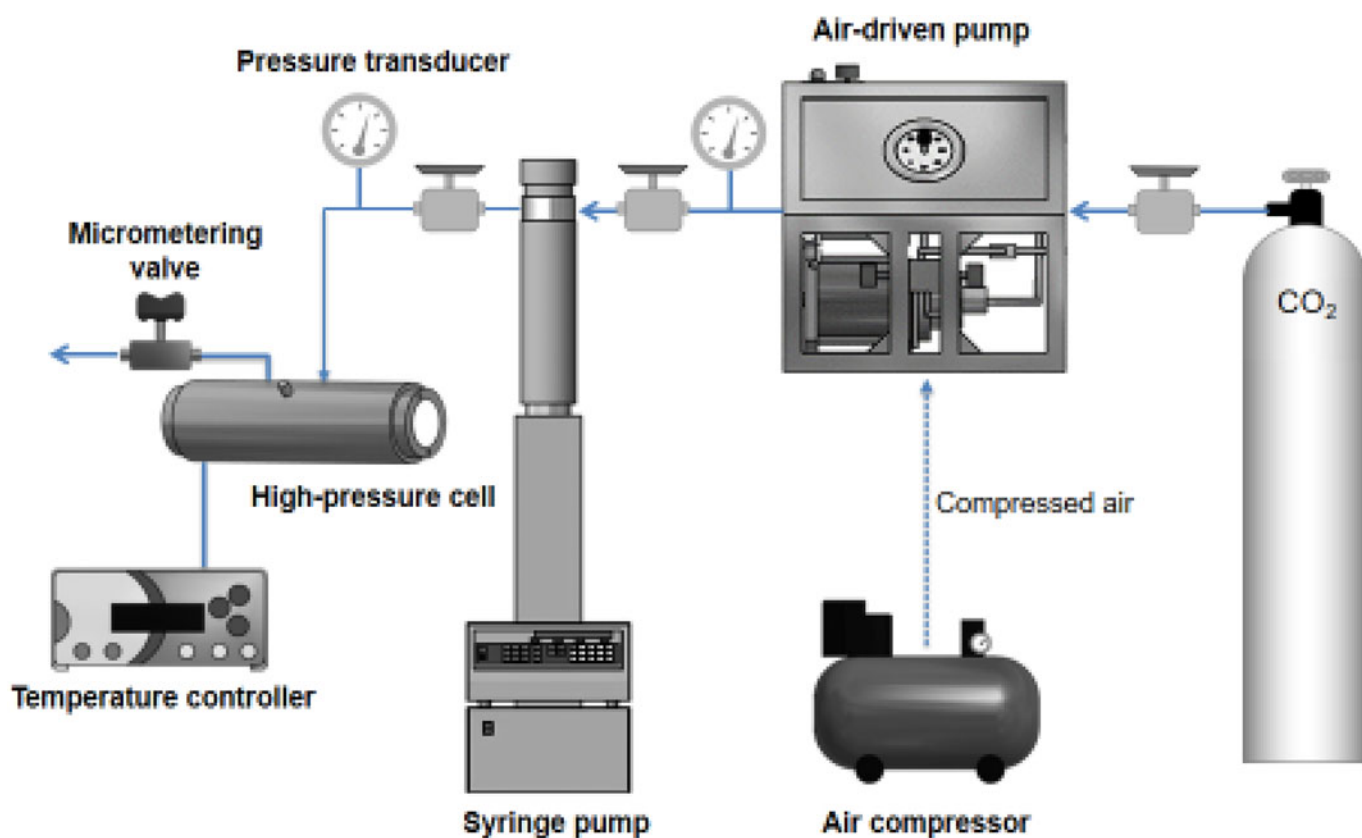 Air-driven pump
Pressure transducer
Micrometering
valve
CO₂
High-pressure cell
Compressed air
Temperature controller
Syringe pump
Air compressor